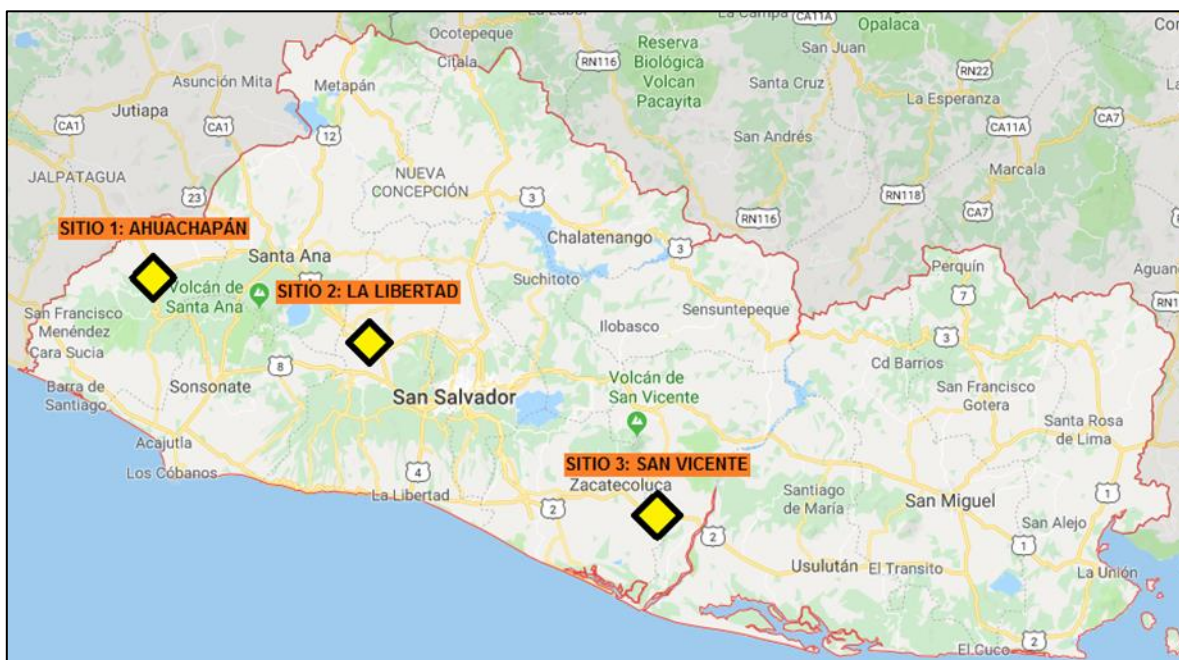 La Labor
La Campa
CA11A
Opalaca
Ocotepeque
Reserva
Biológica
Volcan
Pacayita
San Juan
RN116
Citala
Asunción Mita
Metapán
Santa Cruz
RN22
La Esperanza
Jutiapa
CA1
CA1
12
San Andrés
CA11A
CA7
Marcala
JALPATAGUA
23
NUEVA
CONCEPCIÓN
3
RN118
RN116
CA7
SITIO 1: AHUACHAPÁN
Chalatenango
3
Santa Ana
Suchitoto
Perquín
7
Volcán de
Santa Ana
SITIO 2: LA LIBERTAD
San Francisco
Menéndez
Cara Sucia
Sensuntepeque
Ilobasco
3
Cd Barrios
8
Barra de
Santiago
Sonsonate
San Salvador
Volcán de
San Vicente
San Francisco
Gotera
Santa Rosa
de Lima
Acajutla
Los Cóbanos
4
La Libertad
SITIO 3: SAN VICENTE
Zacatecoluca
2
Santiago
de María
San Miguel
1
San Alejo
2
1
Usulután
El Transito
La Unión
El Cuco
2